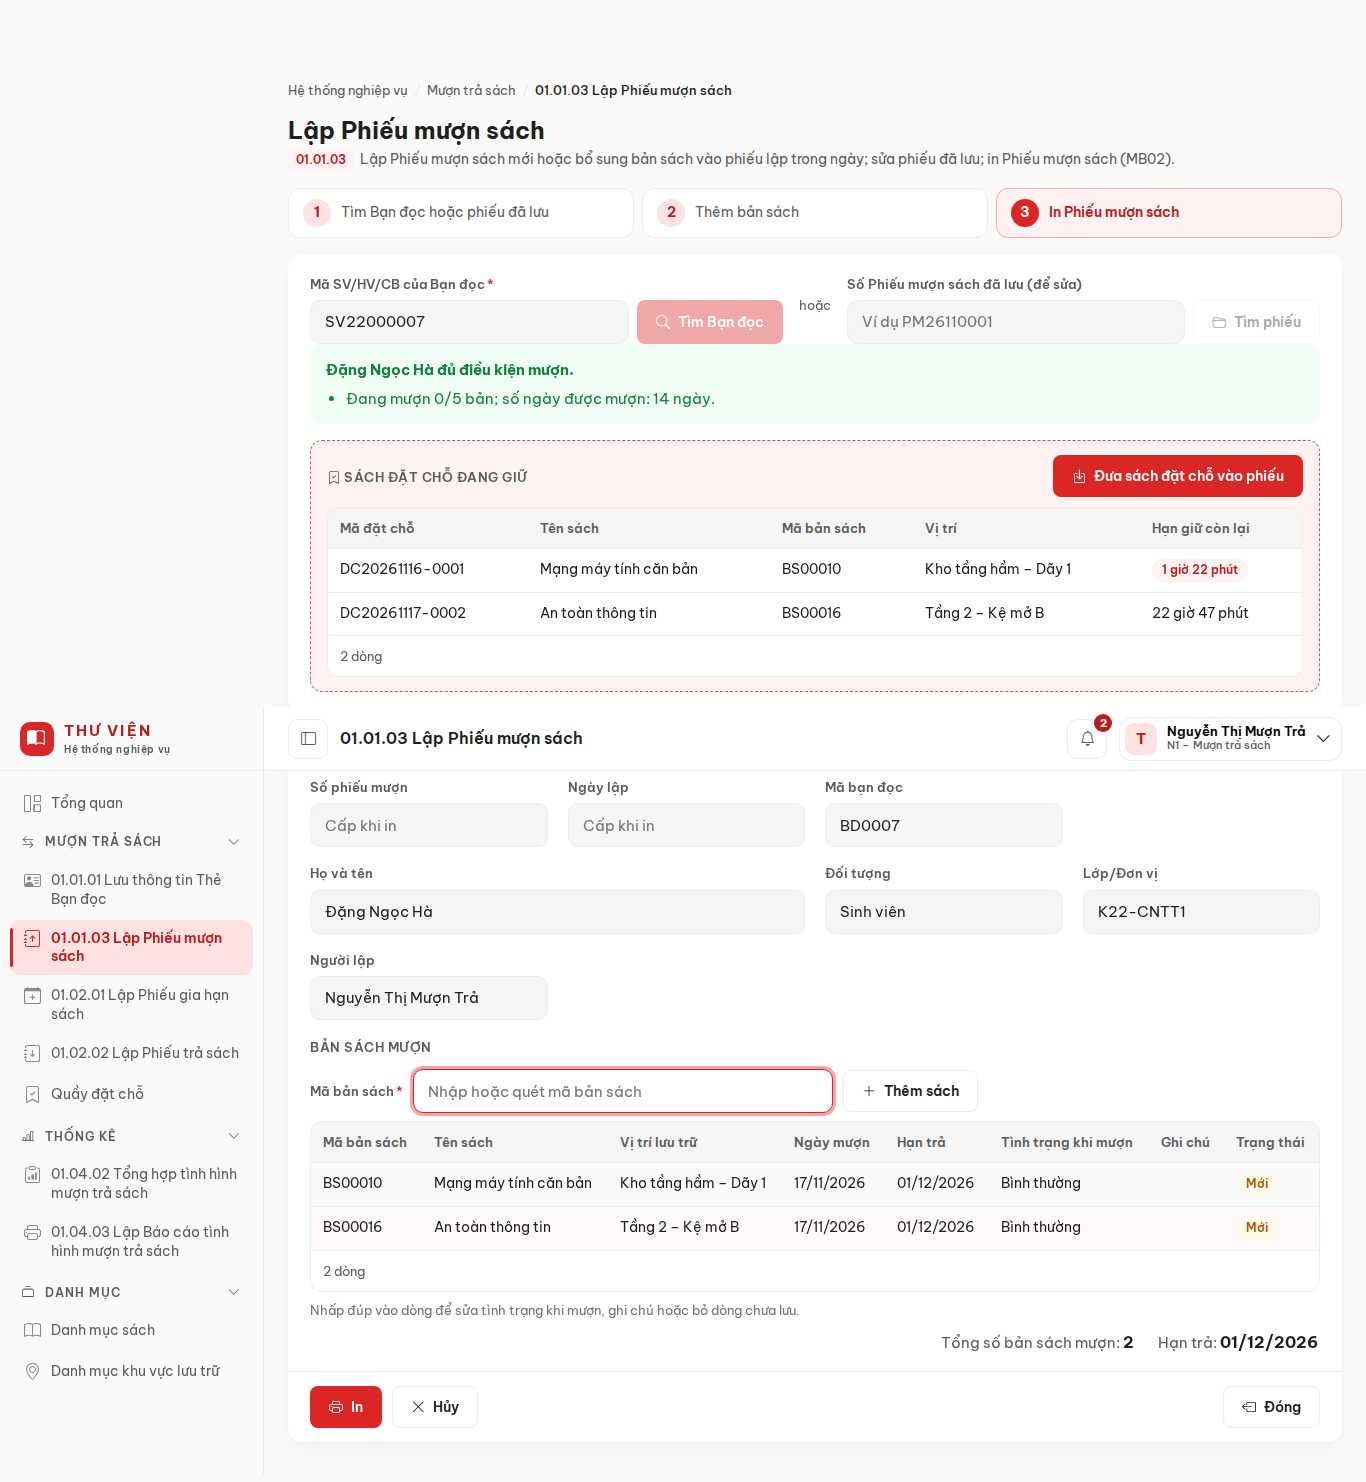 Hệ thống nghiệp vụ / Mượn trả sách / 01.01.03 Lập Phiếu mượn sách
Lập Phiếu mượn sách
01.01.03 Lập Phiếu mượn sách mới hoặc bổ sung bản sách vào phiếu lập trong ngày; sửa phiếu đã lưu; in Phiếu mượn sách (MB02).
1 Tìm Bạn đọc hoặc phiếu đã lưu
2 Thêm bản sách
3 In Phiếu mượn sách
Mã SV/HV/CB của Bạn đọc *
SV22000007
Tìm Bạn đọc
hoặc
Số Phiếu mượn sách đã lưu (để sửa)
Ví dụ PM26110001
Tìm phiếu
Đặng Ngọc Hà đủ điều kiện mượn.
• Đang mượn 0/5 bản; số ngày được mượn: 14 ngày.
SÁCH ĐẶT CHỖ ĐANG GIỮ
Đưa sách đặt chỗ vào phiếu
Mã đặt chỗ Tên sách Mã bản sách Vị trí Hạn giữ còn lại
DC20261116-0001 Mạng máy tính căn bản BS00010 Kho tầng hầm – Dãy 1 1 giờ 22 phút
DC20261117-0002 An toàn thông tin BS00016 Tầng 2 – Kệ mở B 22 giờ 47 phút
2 dòng
THƯ VIỆN
Hệ thống nghiệp vụ
01.01.03 Lập Phiếu mượn sách
2
T
Nguyễn Thị Mượn Trả
N1 – Mượn trả sách
Tổng quan
MƯỢN TRẢ SÁCH
01.01.01 Lưu thông tin Thẻ
Bạn đọc
01.01.03 Lập Phiếu mượn
sách
01.02.01 Lập Phiếu gia hạn
sách
01.02.02 Lập Phiếu trả sách
Quầy đặt chỗ
THỐNG KÊ
01.04.02 Tổng hợp tình hình
mượn trả sách
01.04.03 Lập Báo cáo tình
hình mượn trả sách
DANH MỤC
Danh mục sách
Danh mục khu vực lưu trữ
Số phiếu mượn
Cấp khi in
Ngày lập
Cấp khi in
Mã bạn đọc
BD0007
Họ và tên
Đặng Ngọc Hà
Đối tượng
Sinh viên
Lớp/Đơn vị
K22-CNTT1
Người lập
Nguyễn Thị Mượn Trả
BẢN SÁCH MƯỢN
Mã bản sách *
Nhập hoặc quét mã bản sách
Thêm sách
Mã bản sách Tên sách Vị trí lưu trữ Ngày mượn Hạn trả Tình trạng khi mượn Ghi chú Trạng thái
BS00010 Mạng máy tính căn bản Kho tầng hầm – Dãy 1 17/11/2026 01/12/2026 Bình thường Mới
BS00016 An toàn thông tin Tầng 2 – Kệ mở B 17/11/2026 01/12/2026 Bình thường Mới
2 dòng
Nhấp đúp vào dòng để sửa tình trạng khi mượn, ghi chú hoặc bỏ dòng chưa lưu.
Tổng số bản sách mượn: 2 Hạn trả: 01/12/2026
In
Hủy
Đóng